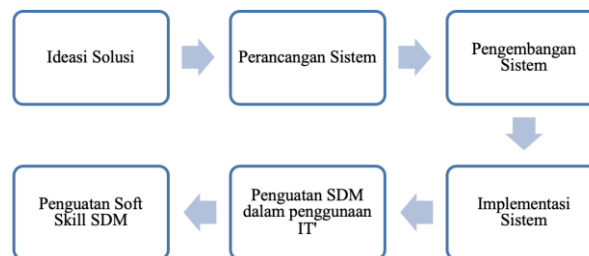 Ideasi Solusi
Perancangan Sistem
Pengembangan
Sistem
Implementasi
Sistem
Penguatan SDM
dalam penggunaan
IT'
Penguatan Soft
Skill SDM